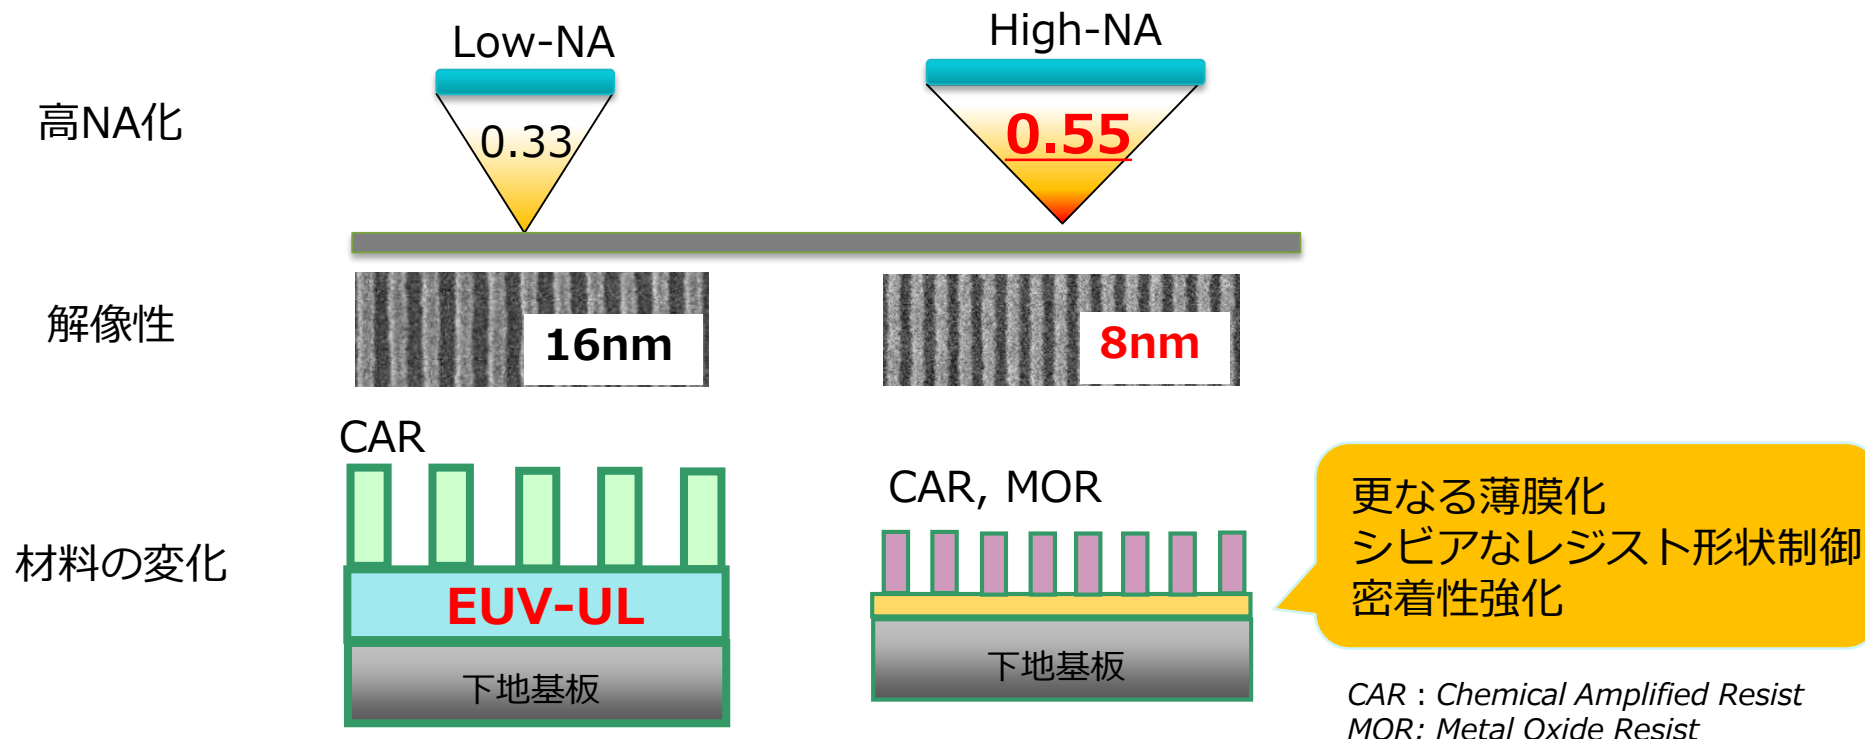 Low-NA
High-NA
高NA化
0.33
0.55
解像性
16nm
8nm
材料の変化
CAR
EUV-UL
下地基板
CAR, MOR
下地基板
更なる薄膜化
シビアなレジスト形状制御
密着性強化
CAR : Chemical Amplified Resist
MOR: Metal Oxide Resist